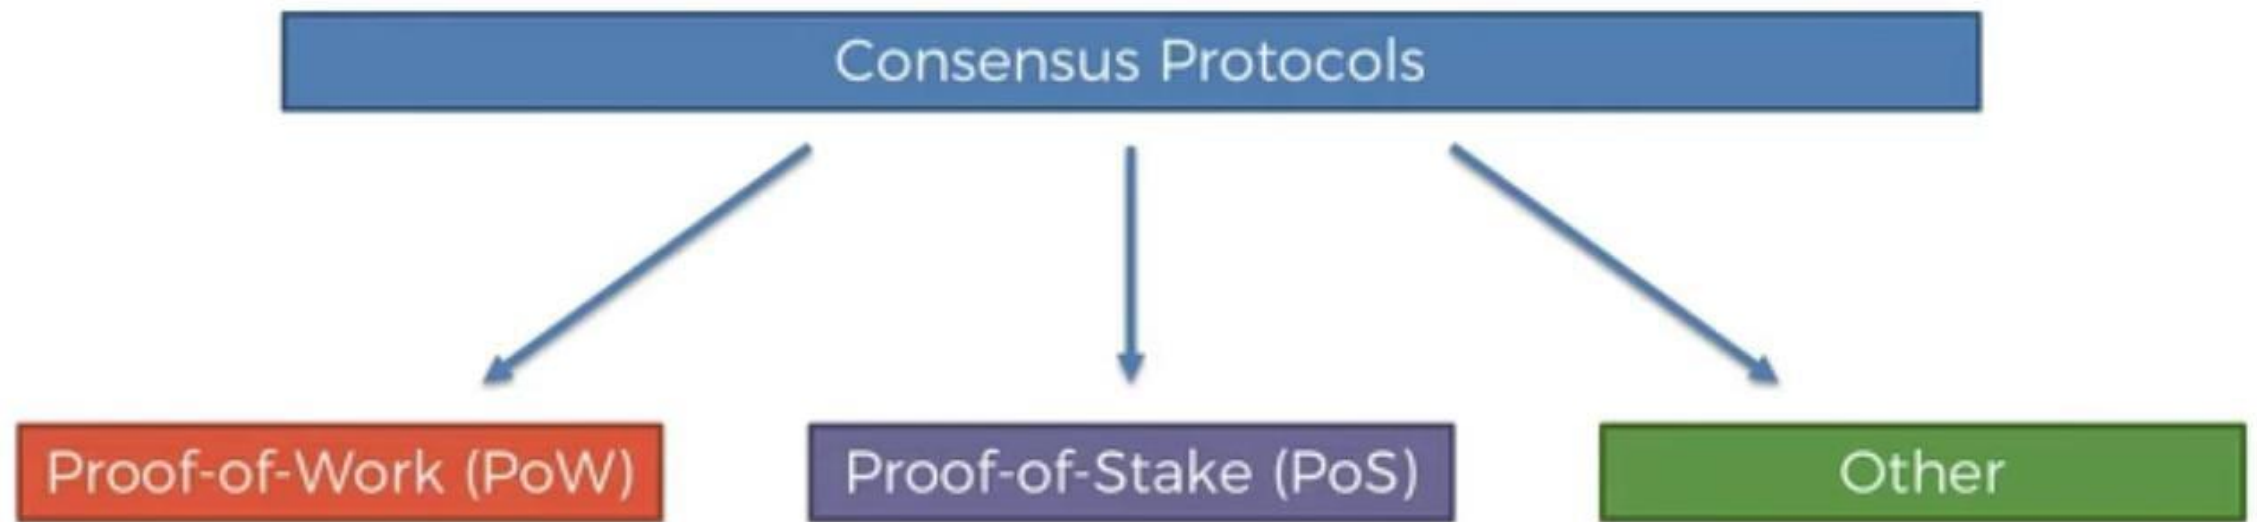 Consensus Protocols
Proof-of-Work (PoW)
Proof-of-Stake (PoS)
Other